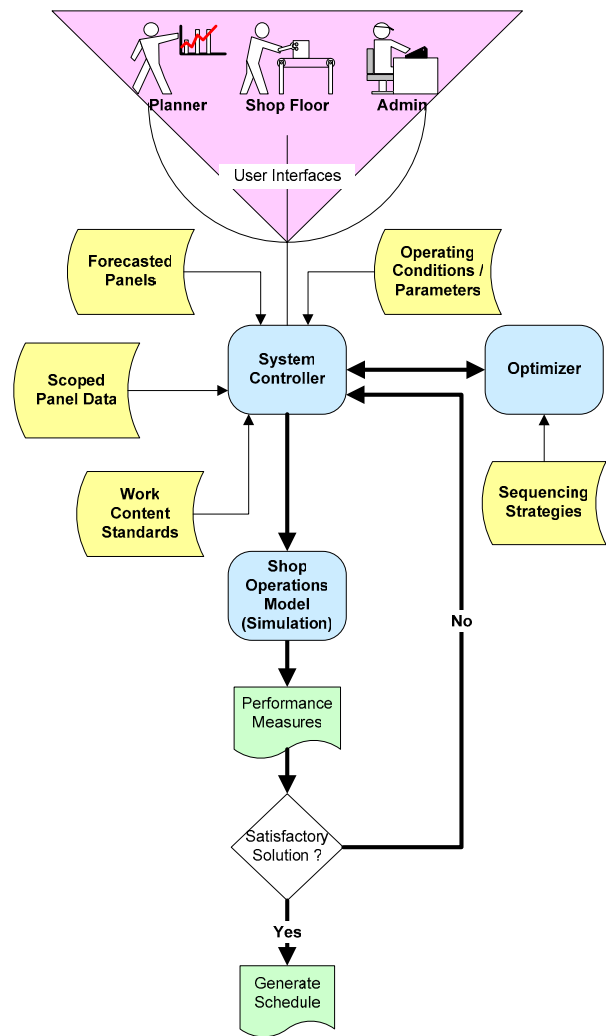 Planner
Shop Floor
Admin
User Interfaces
Forecasted
Panels
Operating
Conditions /
Parameters
System
Controller
Optimizer
Scoped
Panel Data
Work
Content
Standards
Sequencing
Strategies
Shop
Operations
Model
(Simulation)
No
Performance
Measures
Satisfactory
Solution ?
Yes
Generate
Schedule